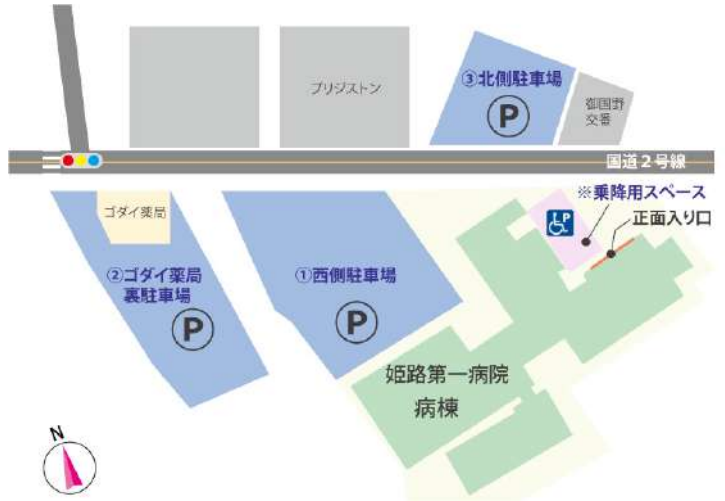 ブリジストン
③北側駐車場
P
御国野
交番
国道2号線
※乗降用スペース
P
正面入り口
ゴダイ薬局
②ゴダイ薬局
裏駐車場
P
①西側駐車場
P
姫路第一病院
病棟
N